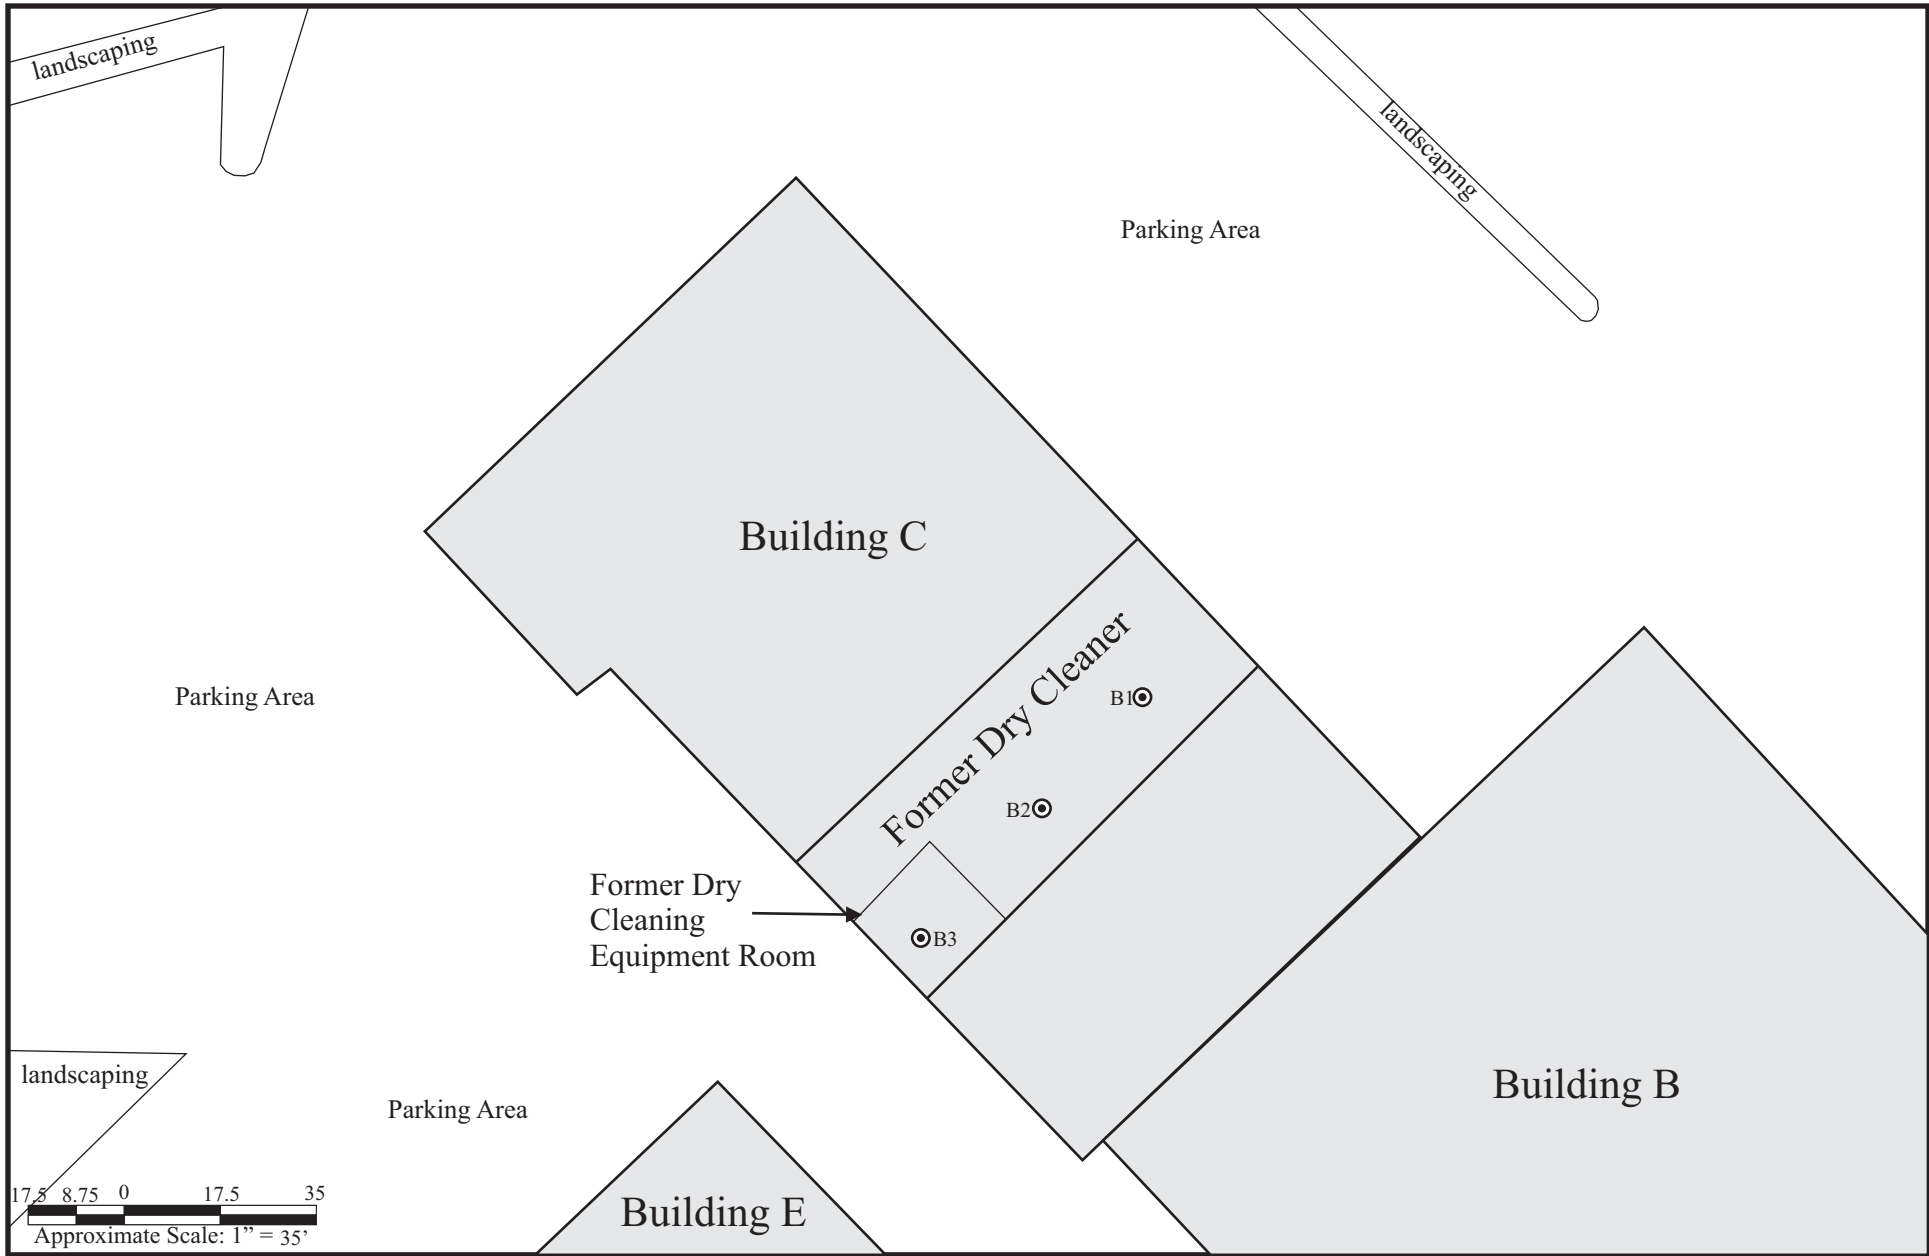 landscaping
landscaping
Parking Area
Building C
Former Dry Cleaner
Parking Area
B1
B2
Former Dry
Cleaning
Equipment Room
B3
landscaping
Building B
Parking Area
Building E
17.5 8.75 0 17.5 35
Approximate Scale: 1” = 35’